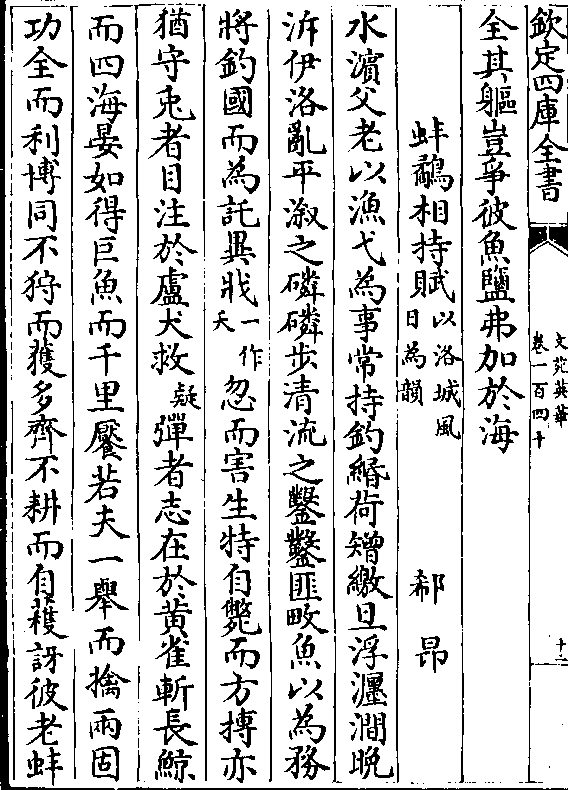 欽定四庫全書
文苑英華
卷一百四十
十二
全其軀豈爭彼魚鹽弗加於海
蚌鷸相持賦以洛城風日為韻 郗昂
水濵父老以漁弋為事常持釣緡荷矰繳旦浮瀍澗晩
泝伊洛亂平潊之磷磷步清流之鑿鑿匪畋魚以為務
將釣國而為託異戕一作夭忽而害生特自斃而方搏亦
猶守兎者目注於盧犬救疑彈者志在於黄雀斬長鯨
而四海晏如得巨魚而千里饜若夫一舉而擒兩固
功全而利博同不狩而獲多齊不耕而自穫訝彼老蚌